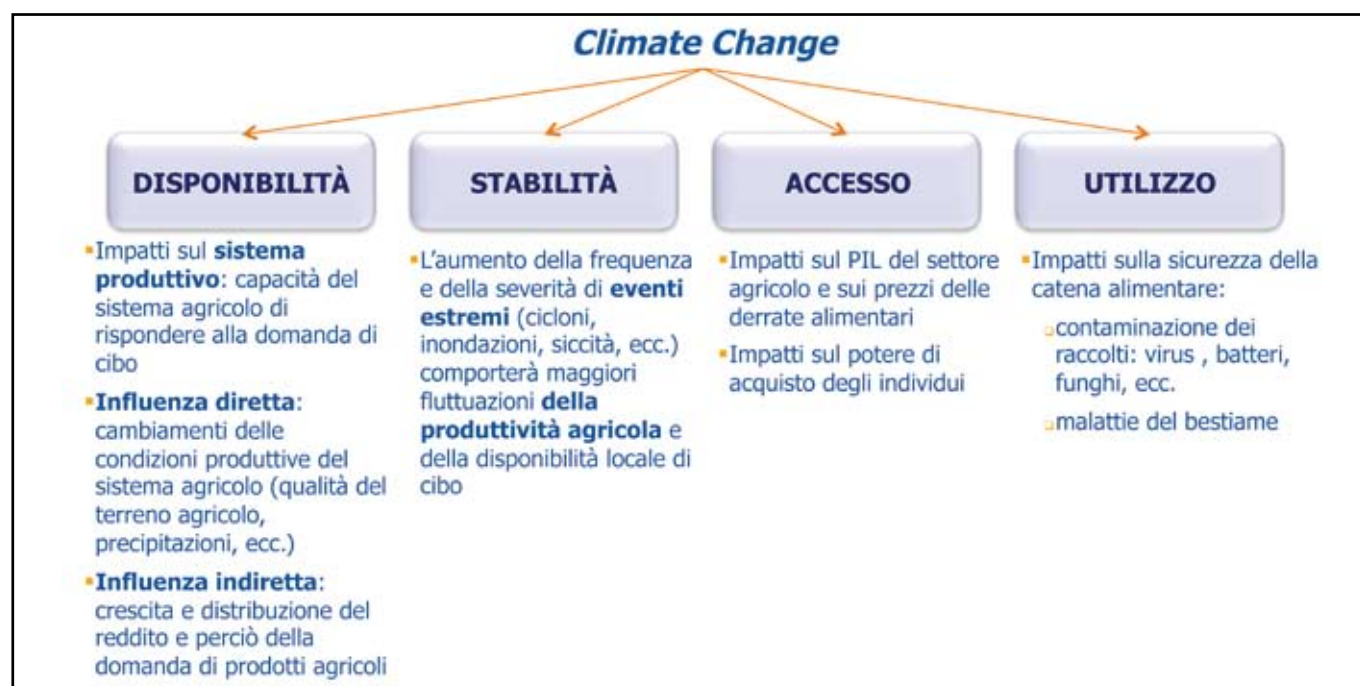 Climate Change
DISPONIBILITÀ
Impatti sul sistema
produttivo: capacità del
sistema agricolo di
rispondere alla domanda di
cibo
Influenza diretta:
cambiamenti delle
condizioni produttive del
sistema agricolo (qualità del
terreno agricolo,
precipitazioni, ecc.)
Influenza indiretta:
crescita e distribuzione del
reddito e perciò della
domanda di prodotti agricoli
STABILITÀ
L'aumento della frequenza
e della severità di eventi
estremi (cicloni,
inondazioni, siccità, ecc.)
comporterà maggiori
fluttuazioni della
produttività agricola e
della disponibilità locale di
cibo
ACCESSO
Impatti sul PIL del settore
agricolo e sui prezzi delle
derrate alimentari
Impatti sul potere di
acquisto degli individui
UTILIZZO
Impatti sulla sicurezza della
catena alimentare:
contaminazione dei
raccolti: virus , batteri,
funghi, ecc.
malattie del bestiame